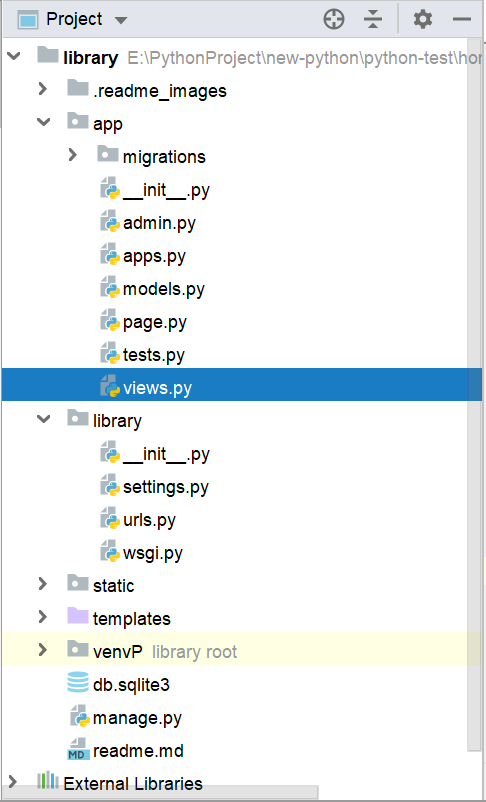 Project
library E:\PythonProject\new-python\python-test\hor
.readme_images
app
migrations
__init__.py
admin.py
apps.py
models.py
page.py
tests.py
views.py
library
__init__.py
settings.py
urls.py
wsgi.py
static
templates
venvP library root
db.sqlite3
manage.py
MD readme.md
External Libraries